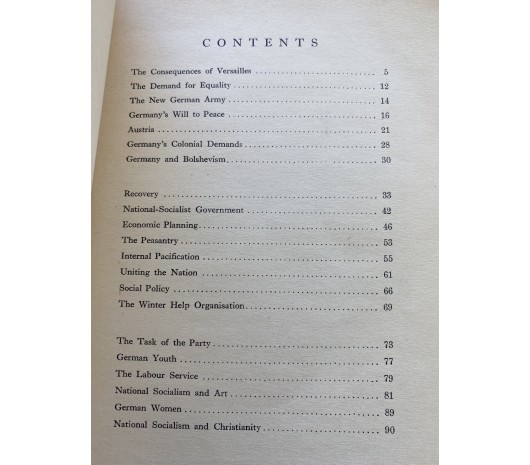 CONTENTS
The Consequences of Versailles ........................ 5
The Demand for Equality ........................ 12
The New German Army ........................ 14
Germany's Will to Peace ........................ 16
Austria ........................ 21
Germany's Colonial Demands ........................ 28
Germany and Bolshevism ........................ 30
Recovery ........................ 33
National-Socialist Government ........................ 42
Economic Planning ........................ 46
The Peasantry ........................ 53
Internal Pacification ........................ 55
Uniting the Nation ........................ 61
Social Policy ........................ 66
The Winter Help Organisation ........................ 69
The Task of the Party ........................ 73
German Youth ........................ 77
The Labour Service ........................ 79
National Socialism and Art ........................ 81
German Women ........................ 89
National Socialism and Christianity ........................ 90